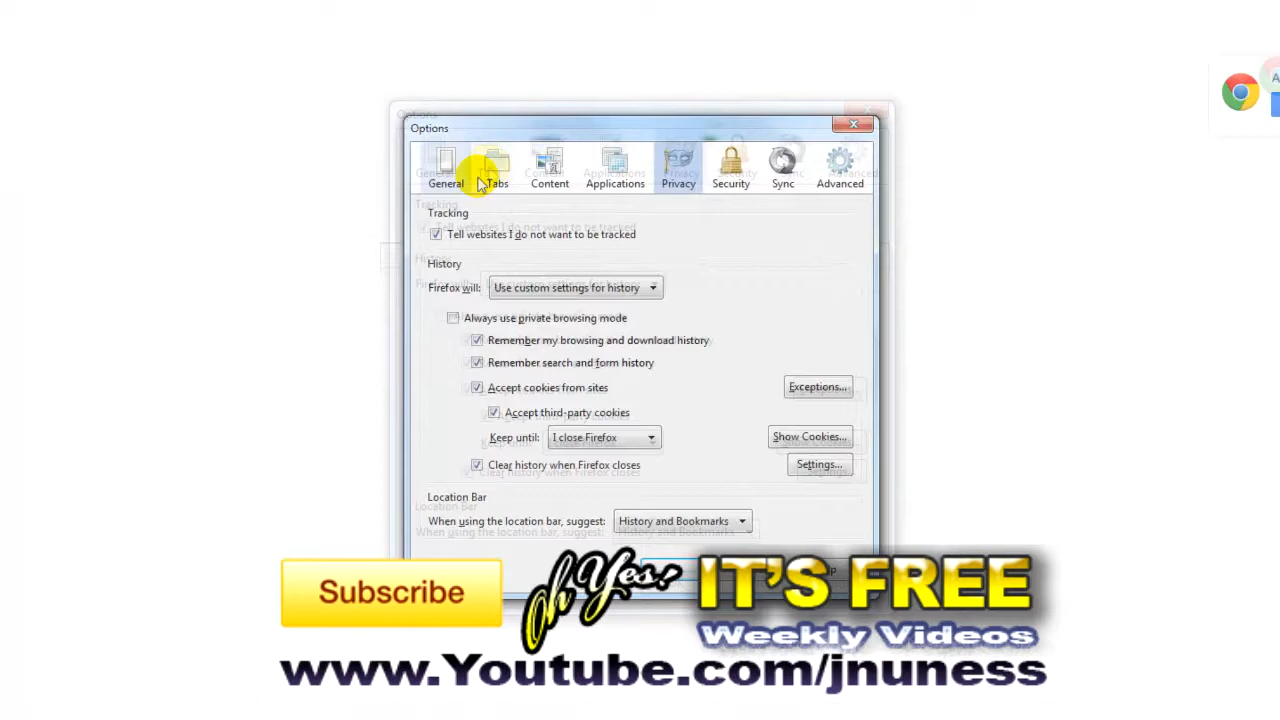 Options
General Tabs Content Applications Privacy Security Sync Advanced
Tracking
Tell websites I do not want to be tracked
History
Firefox will: Use custom settings for history
Always use private browsing mode
Remember my browsing and download history
Remember search and form history
Accept cookies from sites Exceptions...
Accept third-party cookies
Keep until: I close Firefox Show Cookies...
Clear history when Firefox closes Settings...
Location Bar
When using the location bar, suggest: History and Bookmarks
Subscribe Oh Yes! IT'S FREE
Weekly Videos
www.Youtube.com/jnuness